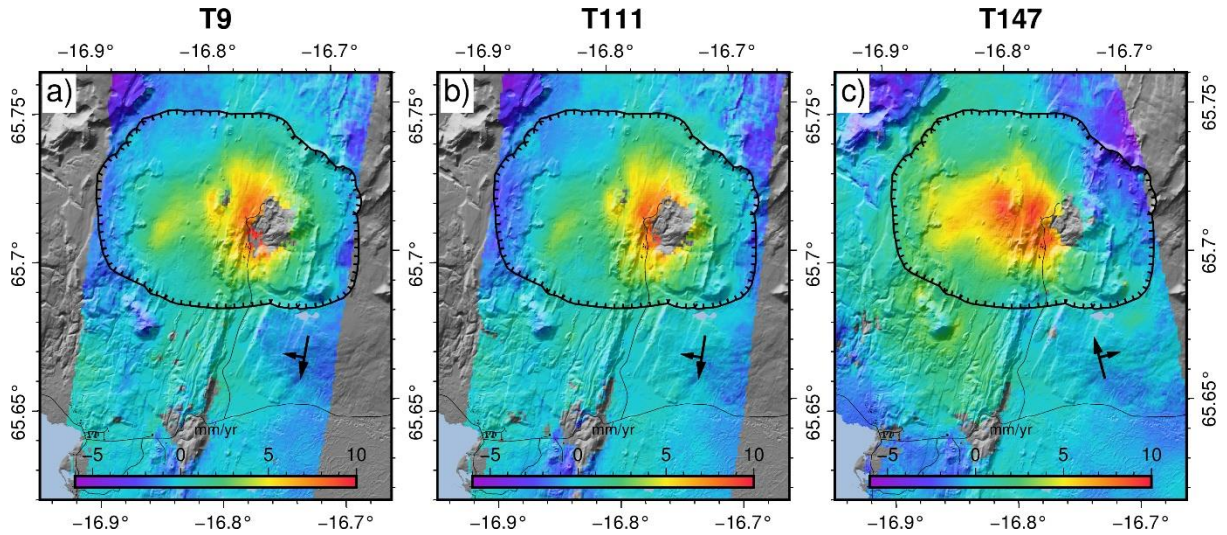 T9 T111 T147
−16.9° −16.8° −16.7° −16.9° −16.8° −16.7° −16.9° −16.8° −16.7°
a) b) c)
65.75° 65.75° 65.75°
65.7° 65.7° 65.7°
65.65° 65.65° 65.65°
mm/yr mm/yr mm/yr
−5 0 5 10 −5 0 5 10 −5 0 5 10
−16.9° −16.8° −16.7° −16.9° −16.8° −16.7° −16.9° −16.8° −16.7°